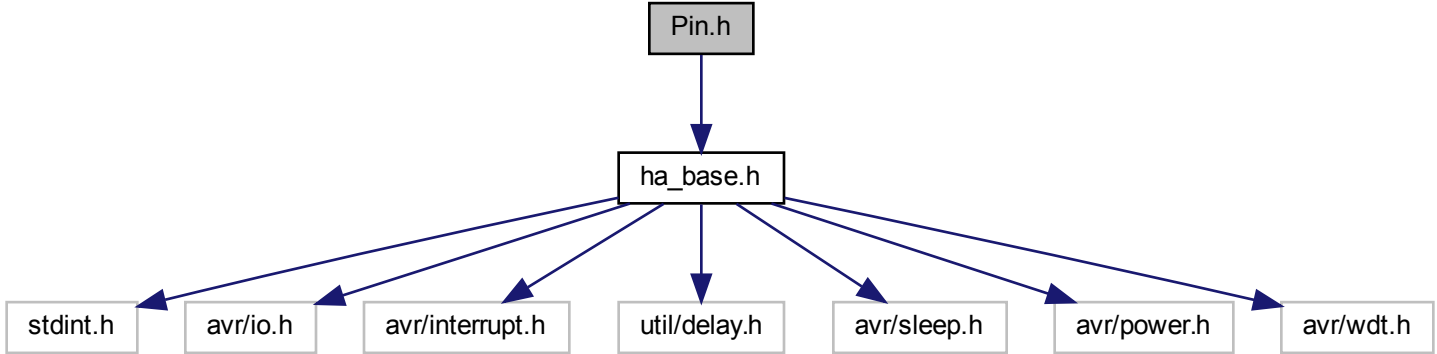 Pin.h
ha_base.h
stdint.h
avr/io.h
avr/interrupt.h
util/delay.h
avr/sleep.h
avr/power.h
avr/wdt.h